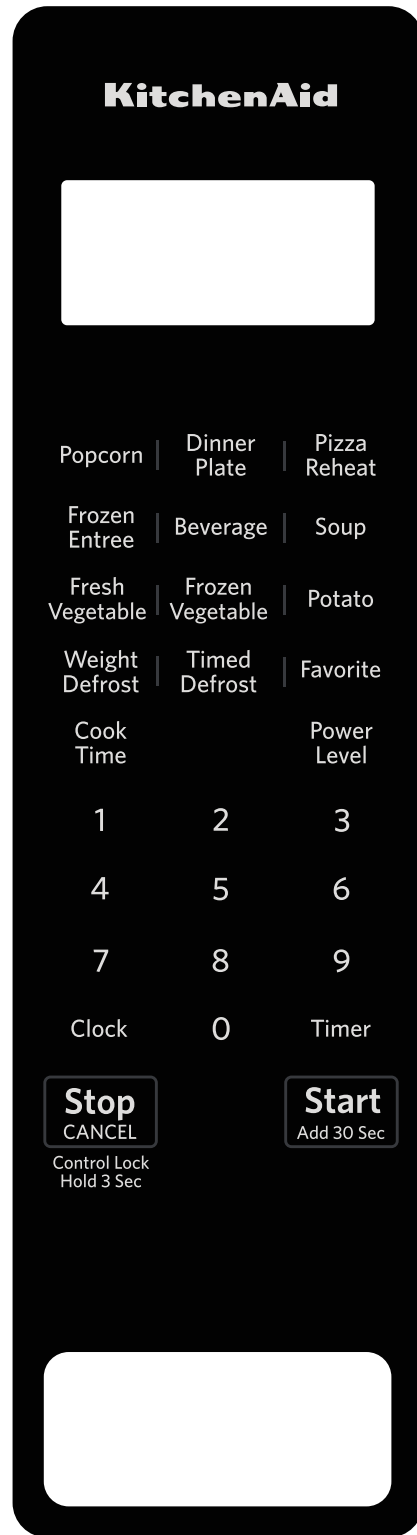 KitchenAid
Popcorn
Dinner
Plate
Pizza
Reheat
Frozen
Entree
Beverage
Soup
Fresh
Vegetable
Frozen
Vegetable
Potato
Weight
Defrost
Timed
Defrost
Favorite
Cook
Time
Power
Level
1 2 3
4 5 6
7 8 9
Clock 0 Timer
Stop
CANCEL
Start
Add 30 Sec
Control Lock
Hold 3 Sec